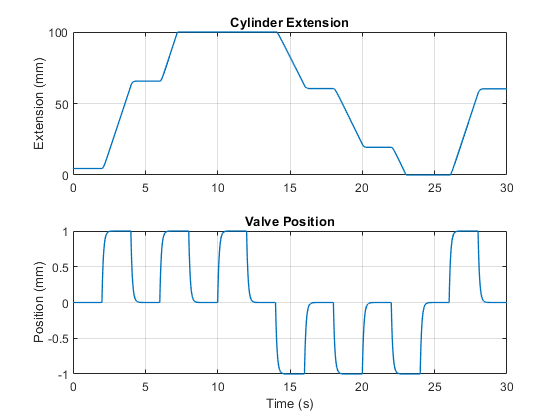 Cylinder Extension
Extension (mm)
100
50
0
0 5 10 15 20 25 30
Valve Position
Position (mm)
1
0.5
0
-0.5
-1
0 5 10 15 20 25 30
Time (s)